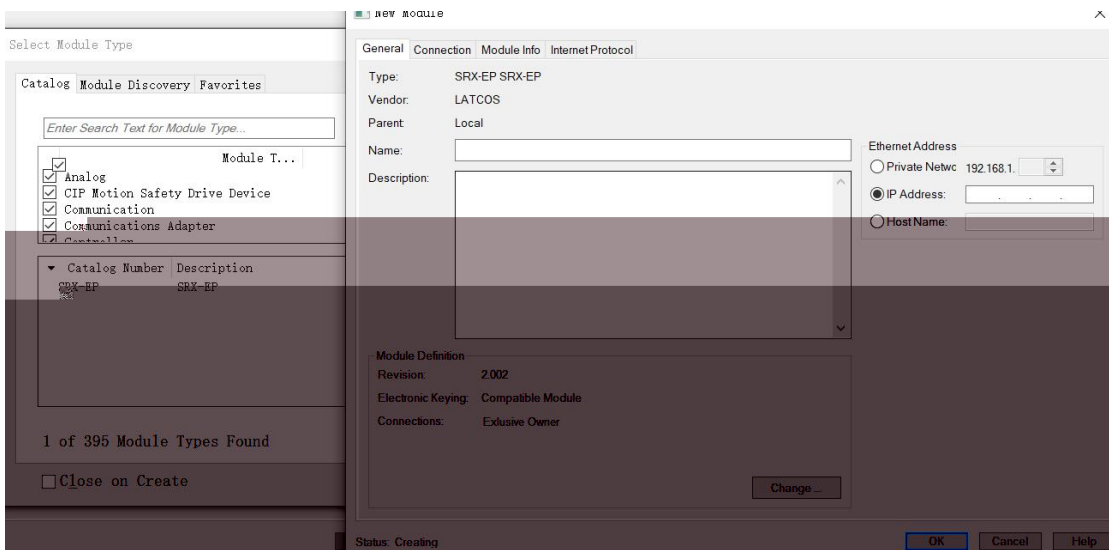 New Module
Select Module Type
Catalog Module Discovery Favorites
Enter Search Text for Module Type...
Module T...
Analog
CIP Motion Safety Drive Device
Communication
Communications Adapter
Controller
Catalog Number Description
SRX-EP SRX-EP
1 of 395 Module Types Found
Close on Create
General Connection Module Info Internet Protocol
Type: SRX-EP SRX-EP
Vendor: LATCOS
Parent: Local
Name:
Description:
Ethernet Address
Private Netwc 192.168.1.
IP Address: . . .
Host Name:
Module Definition
Revision: 2.002
Electronic Keying: Compatible Module
Connections: Exlusive Owner
Change ...
Status: Creating
OK Cancel Help